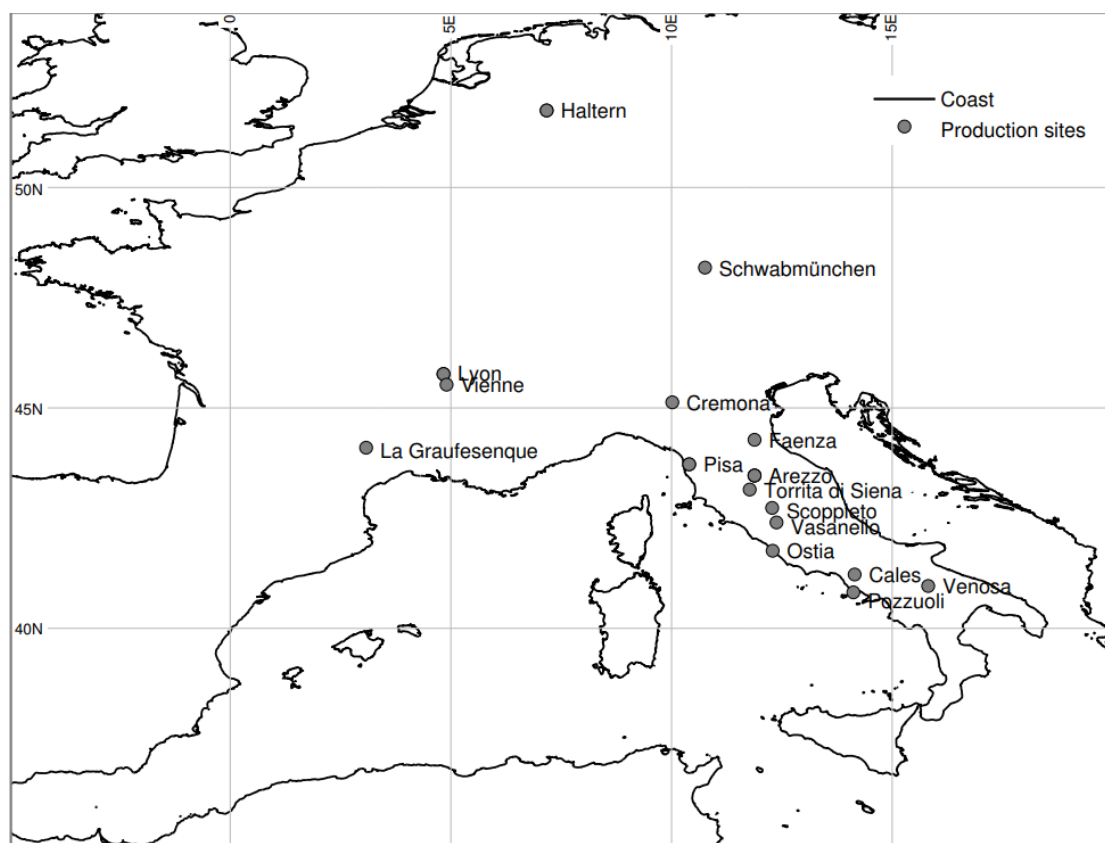 0
5E
10E
15E
Coast
Production sites
Haltern
50N
Schwabmünchen
Lyon
Vienne
45N
Cremona
Faenza
La Graufesenque
Pisa
Arezzo
Torrita di Siena
Scoppieto
Vasanello
Ostia
Cales
Venosa
Pozzuoli
40N